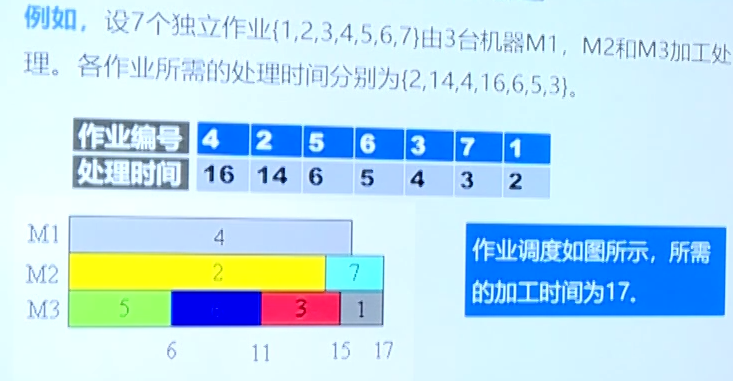 例如，设7个独立作业{1,2,3,4,5,6,7}由3台机器M1，M2和M3加工处
理。各作业所需的处理时间分别为{2,14,4,16,6,5,3}。
作业编号 4 2 5 6 3 7 1
处理时间 16 14 6 5 4 3 2
M1 4
M2 2 7
M3 5 3 1
6 11 15 17
作业调度如图所示，所需
的加工时间为17.